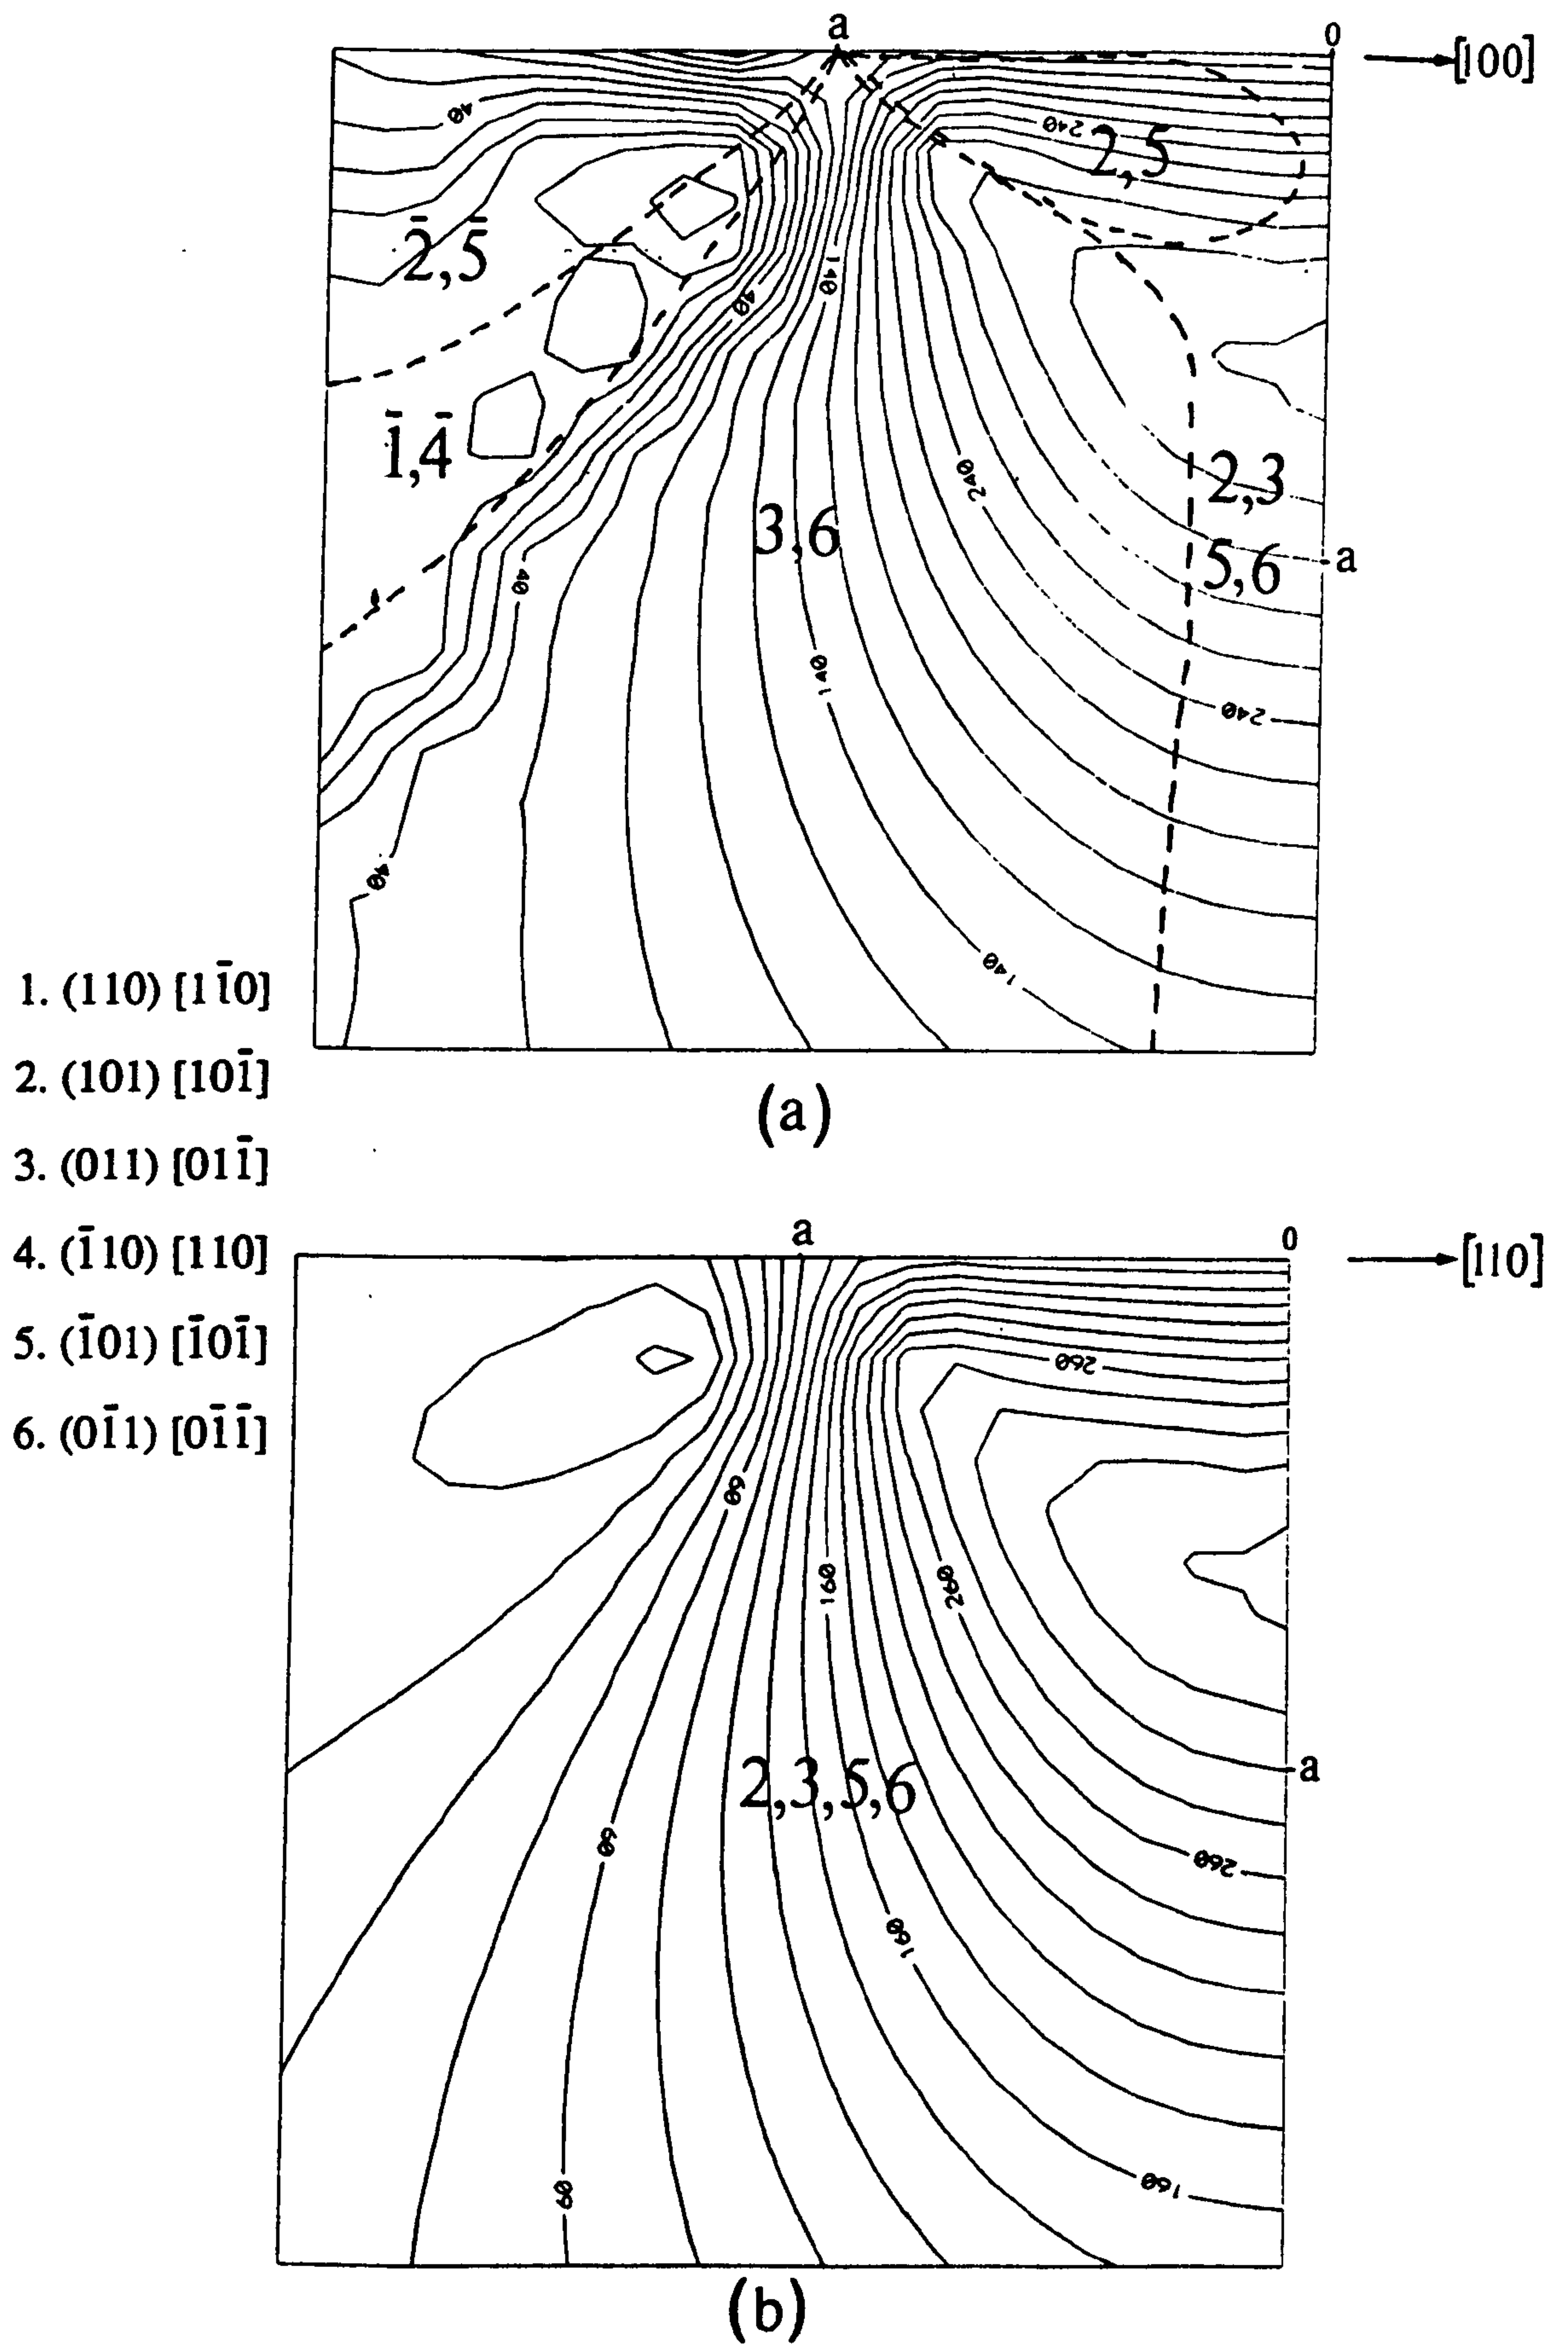 a
0
[100]
40
240
2,5
2̄,5̄
140
40
1̄,4̄
240
2,3
3,6
5,6
a
40
140
240
40
140
1. (110) [11̄0]
2. (101) [101̄]
3. (011) [011̄]
4. (1̄10) [110]
5. (1̄01) [1̄01̄]
6. (01̄1) [01̄1̄]
(a)
a
0
[110]
260
60
160
260
2,3,5,6
a
60
260
160
160
60
(b)